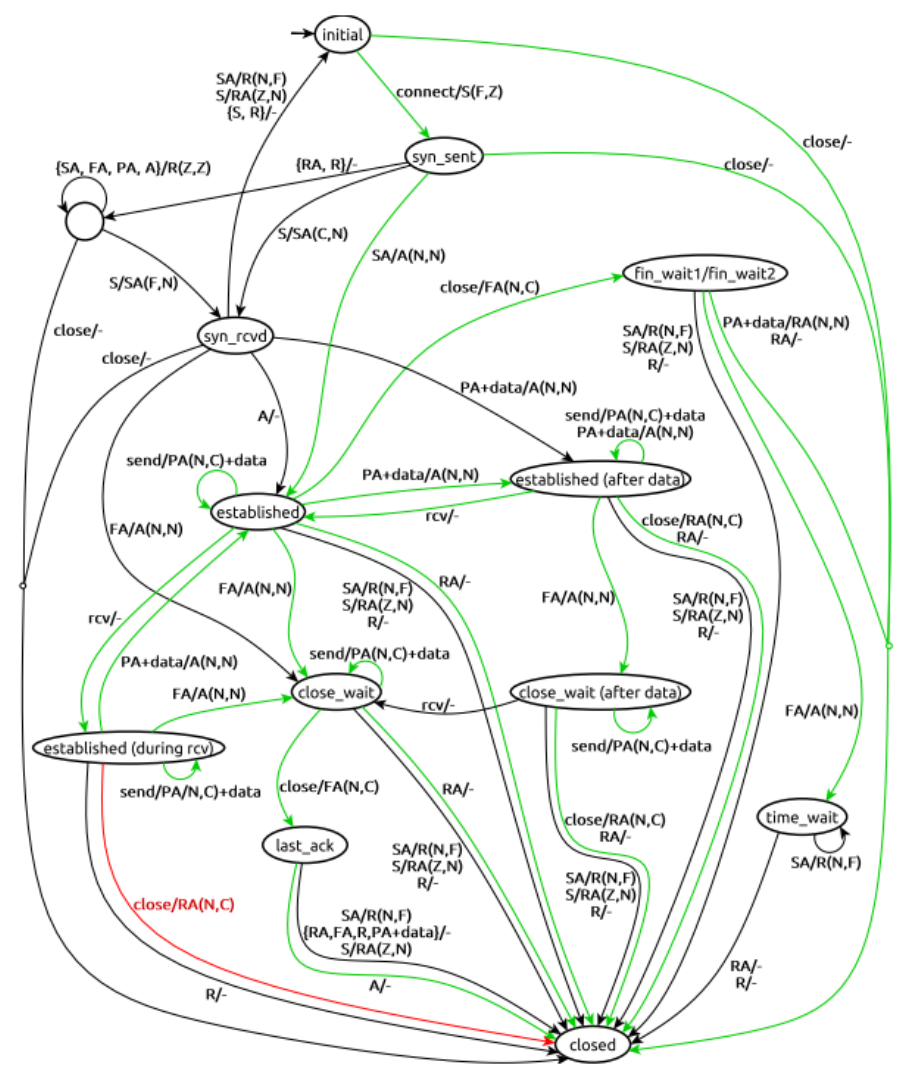 initial
SA/R(N,F)
S/RA(Z,N)
{S, R}/-
connect/S(F,Z)
close/-
syn_sent
{RA, R}/-
close/-
{SA, FA, PA, A}/R(Z,Z)
S/SA(C,N)
SA/A(N,N)
S/SA(F,N)
close/FA(N,C)
fin_wait1/fin_wait2
close/-
syn_rcvd
close/-
SA/R(N,F)
S/RA(Z,N)
R/-
PA+data/RA(N,N)
RA/-
A/-
PA+data/A(N,N)
send/PA(N,C)+data
PA+data/A(N,N)
send/PA(N,C)+data
PA+data/A(N,N)
established (after data)
established
rcv/-
FA/A(N,N)
close/RA(N,C)
RA/-
FA/A(N,N)
SA/R(N,F)
S/RA(Z,N)
R/-
RA/-
FA/A(N,N)
SA/R(N,F)
S/RA(Z,N)
R/-
rcv/-
PA+data/A(N,N)
send/PA(N,C)+data
FA/A(N,N)
close_wait
rcv/-
close_wait (after data)
FA/A(N,N)
established (during rcv)
send/PA(N,C)+data
send/PA/N,C)+data
close/FA(N,C)
RA/-
close/RA(N,C)
RA/-
time_wait
last_ack
SA/R(N,F)
S/RA(Z,N)
R/-
SA/R(N,F)
SA/R(N,F)
S/RA(Z,N)
R/-
close/RA(N,C)
SA/R(N,F)
{RA,FA,R,PA+data}/-
S/RA(Z,N)
RA/-
R/-
R/-
A/-
closed